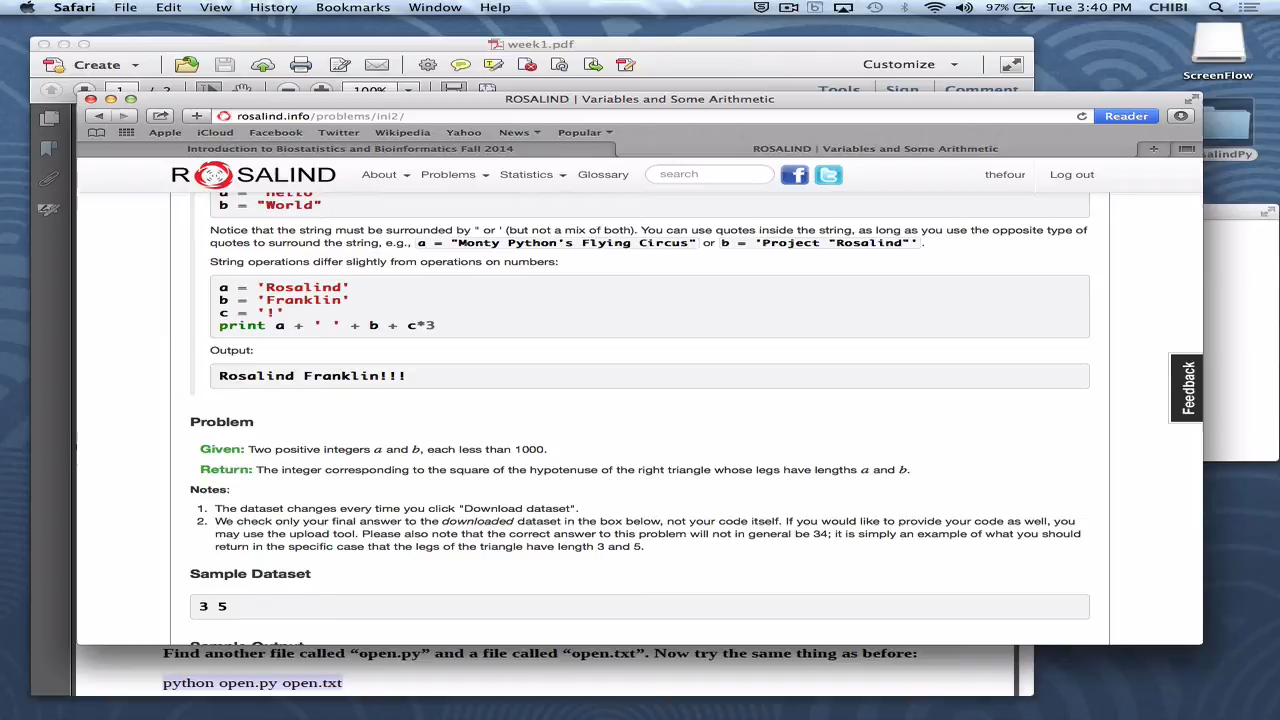 Safari File Edit View History Bookmarks Window Help 97% Tue 3:40 PM CHIBI
week1.pdf
Create Customize
1 / 2 100% Tools Sign Comment
ScreenFlow
ROSALIND | Variables and Some Arithmetic
rosalind.info/problems/ini2/ Reader
Apple iCloud Facebook Twitter Wikipedia Yahoo News Popular
Introduction to Biostatistics and Bioinformatics Fall 2014 ROSALIND | Variables and Some Arithmetic
salindPy
ROSALIND About Problems Statistics Glossary search thefour Log out
a = "Hello
b = "World"
Notice that the string must be surrounded by " or ' (but not a mix of both). You can use quotes inside the string, as long as you use the opposite type of
quotes to surround the string, e.g., a = "Monty Python's Flying Circus" or b = 'Project "Rosalind"'.
String operations differ slightly from operations on numbers:
a = 'Rosalind'
b = 'Franklin'
c = '!'
print a + ' ' + b + c*3
Output:
Rosalind Franklin!!!
Feedback
Problem
Given: Two positive integers a and b, each less than 1000.
Return: The integer corresponding to the square of the hypotenuse of the right triangle whose legs have lengths a and b.
Notes:
1. The dataset changes every time you click "Download dataset".
2. We check only your final answer to the downloaded dataset in the box below, not your code itself. If you would like to provide your code as well, you
may use the upload tool. Please also note that the correct answer to this problem will not in general be 34; it is simply an example of what you should
return in the specific case that the legs of the triangle have length 3 and 5.
Sample Dataset
3 5
Sample Output
Find another file called “open.py” and a file called “open.txt”. Now try the same thing as before:
python open.py open.txt